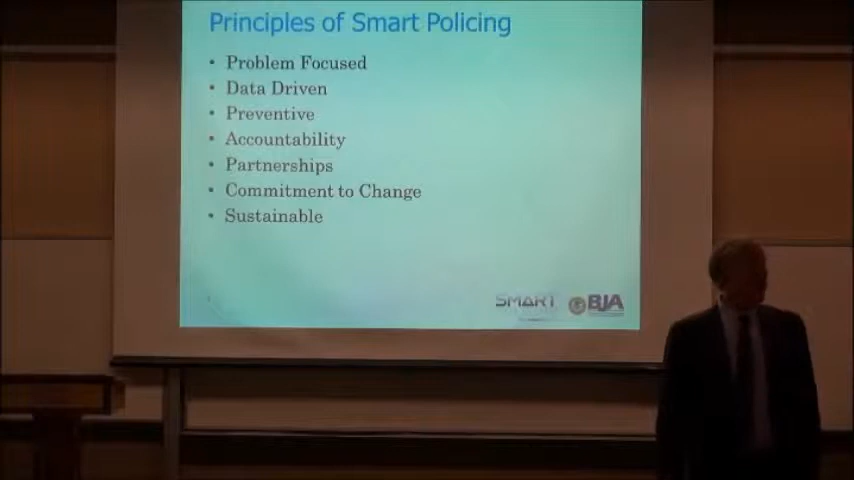 Principles of Smart Policing
• Problem Focused
• Data Driven
• Preventive
• Accountability
• Partnerships
• Commitment to Change
• Sustainable
SMART
BJA